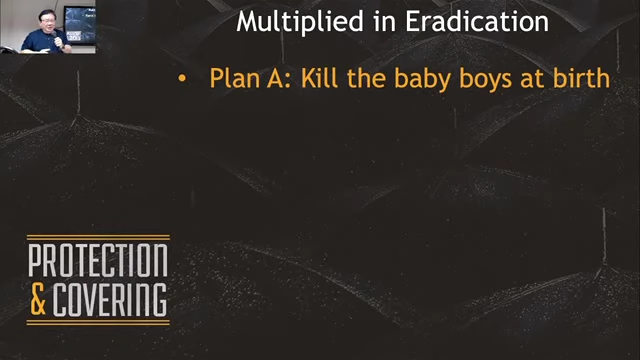 Multiplied in Eradication
• Plan A: Kill the baby boys at birth
PROTECTION
& COVERING